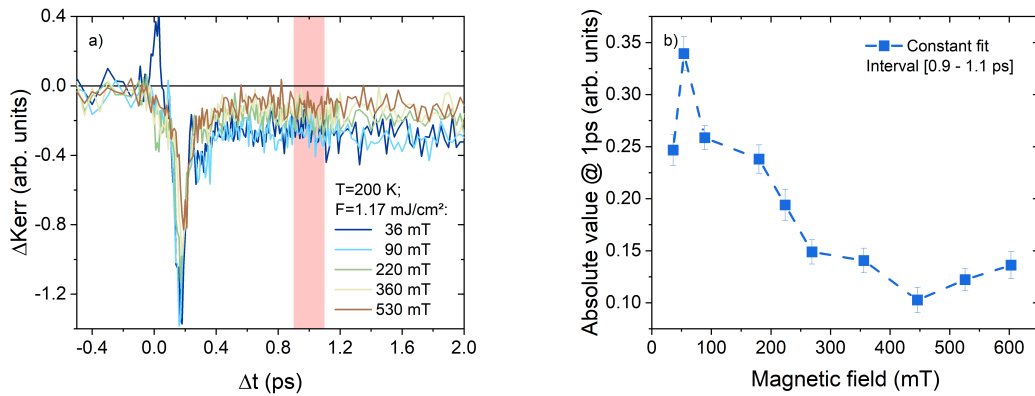 a)
0.4
0.0
-0.4
-0.8
-1.2
ΔKerr (arb. units)
T=200 K;
F=1.17 mJ/cm²:
36 mT
90 mT
220 mT
360 mT
530 mT
-0.4 0.0 0.4 0.8 1.2 1.6 2.0
Δt (ps)
b)
0.35
0.30
0.25
0.20
0.15
0.10
Absolute value @ 1ps (arb. units)
Constant fit
Interval [0.9 - 1.1 ps]
0 100 200 300 400 500 600
Magnetic field (mT)